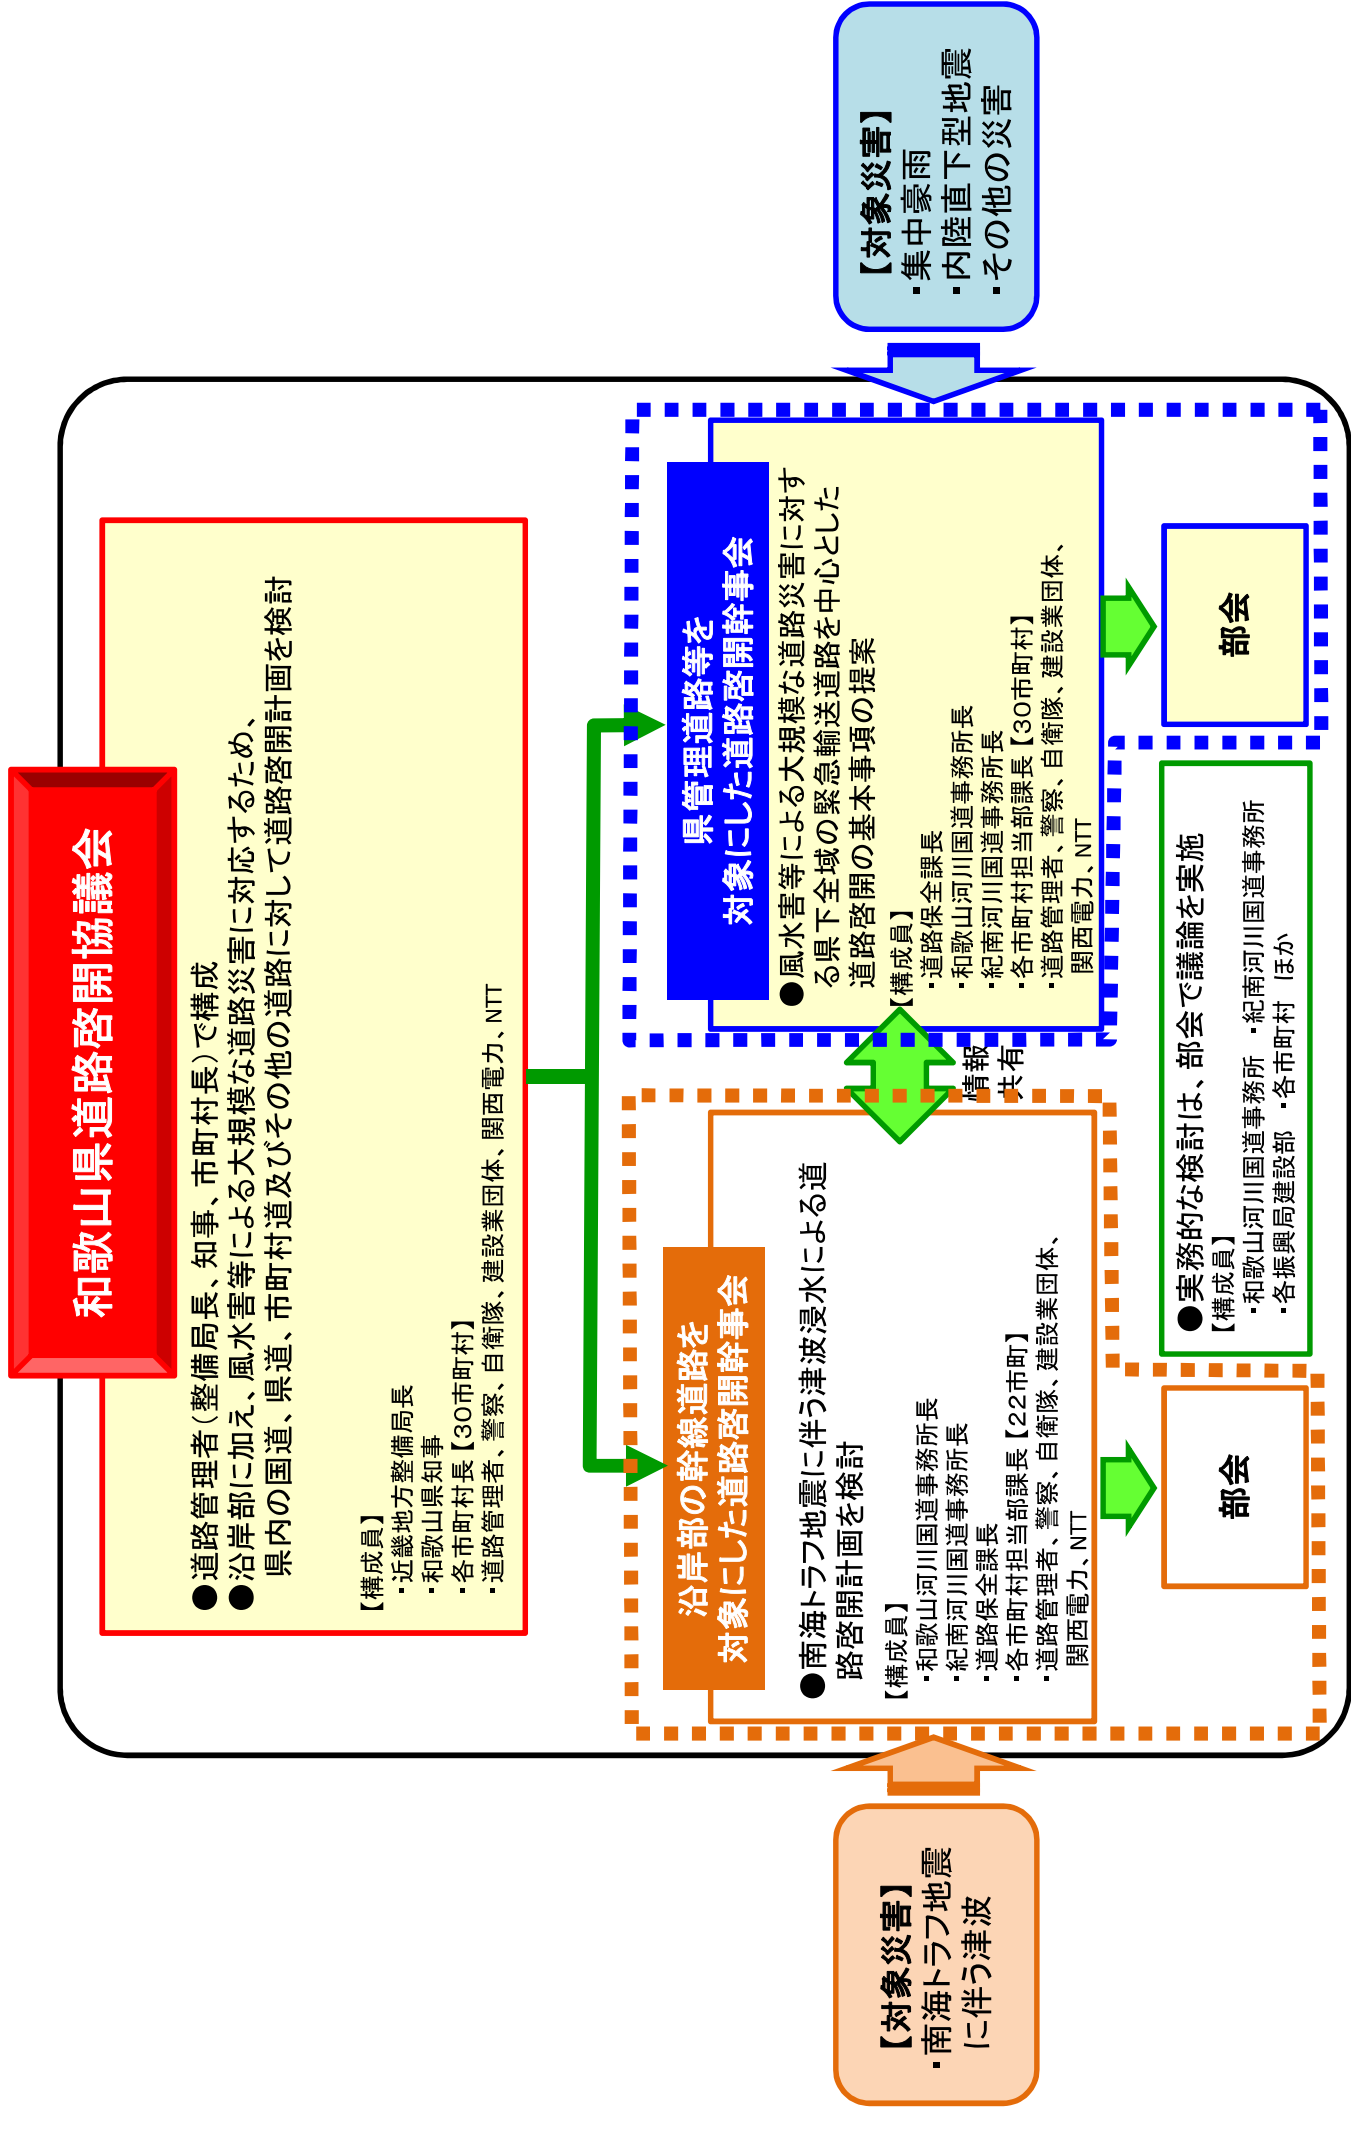 和歌山県道路啓開協議会
●道路管理者（整備局長、知事、市町村長）で構成
●沿岸部に加え、風水害等による大規模な道路災害に対応するため、
県内の国道、県道、市町村道及びその他の道路に対して道路啓開計画を検討
【構成員】
・近畿地方整備局長
・和歌山県知事
・各市町村長【30市町村】
・道路管理者、警察、自衛隊、建設業団体、関西電力、NTT
【対象災害】
・南海トラフ地震
に伴う津波
沿岸部の幹線道路を
対象にした道路啓開幹事会
●南海トラフ地震に伴う津波浸水による道
路啓開計画を検討
【構成員】
・和歌山河川国道事務所長
・紀南河川国道事務所長
・道路保全課長
・各市町村担当部課長【22市町】
・道路管理者、警察、自衛隊、建設業団体、
関西電力、NTT
情報
共有
県管理道路等を
対象にした道路啓開幹事会
●風水害等による大規模な道路災害に対す
る県下全域の緊急輸送道路を中心とした
道路啓開の基本事項の提案
【構成員】
・道路保全課長
・和歌山河川国道事務所長
・紀南河川国道事務所長
・各市町村担当部課長【30市町村】
・道路管理者、警察、自衛隊、建設業団体、
関西電力、NTT
【対象災害】
・集中豪雨
・内陸直下型地震
・その他の災害
部会
●実務的な検討は、部会で議論を実施
【構成員】
・和歌山河川国道事務所　・紀南河川国道事務所
・各振興局建設部　・各市町村　ほか
部会